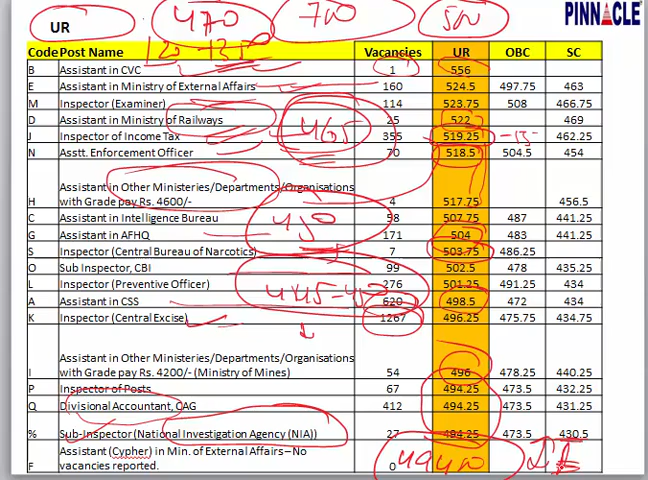 470 700 500
UR
PINNACLE
120
Code Post Name Vacancies UR OBC SC
B Assistant in CVC 1 556
E Assistant in Ministry of External Affairs 160 524.5 497.75 463
M Inspector (Examiner) 114 523.75 508 466.75
D Assistant in Ministry of Railways 25 522 469
465
J Inspector of Income Tax 355 519.25 462.25
N Asstt. Enforcement Officer 70 518.5 504.5 454
Assistant in Other Ministries/Departments/Organisations
H with Grade pay Rs. 4600/- 4 517.75 456.5
C Assistant in Intelligence Bureau 58 507.75 487 441.25
450
G Assistant in AFHQ 171 504 483 441.25
S Inspector (Central Bureau of Narcotics) 7 503.75 486.25
O Sub Inspector, CBI 99 502.5 478 435.25
L Inspector (Preventive Officer) 276 501.25 491.25 434
A Assistant in CSS 620 498.5 472 434
K Inspector (Central Excise) 1267 496.25 475.75 434.75
Assistant in Other Ministries/Departments/Organisations
I with Grade pay Rs. 4200/- (Ministry of Mines) 54 496 478.25 440.25
P Inspector of Posts 67 494.25 473.5 432.25
Q Divisional Accountant, CAG 412 494.25 473.5 431.25
% Sub-Inspector (National Investigation Agency (NIA)) 27 494.25 473.5 430.5
Assistant (Cypher) in Min. of External Affairs – No
F vacancies reported. 0